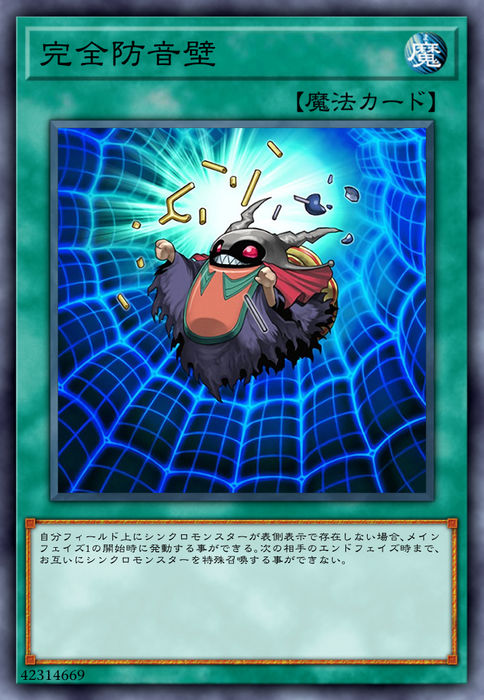 完全防音壁
魔
【魔法カード】
自分フィールド上にシンクロモンスターが表側表示で存在しない場合、メイン
フェイズ1の開始時に発動する事ができる。次の相手のエンドフェイズ時まで、
お互いにシンクロモンスターを特殊召喚する事ができない。
42314669